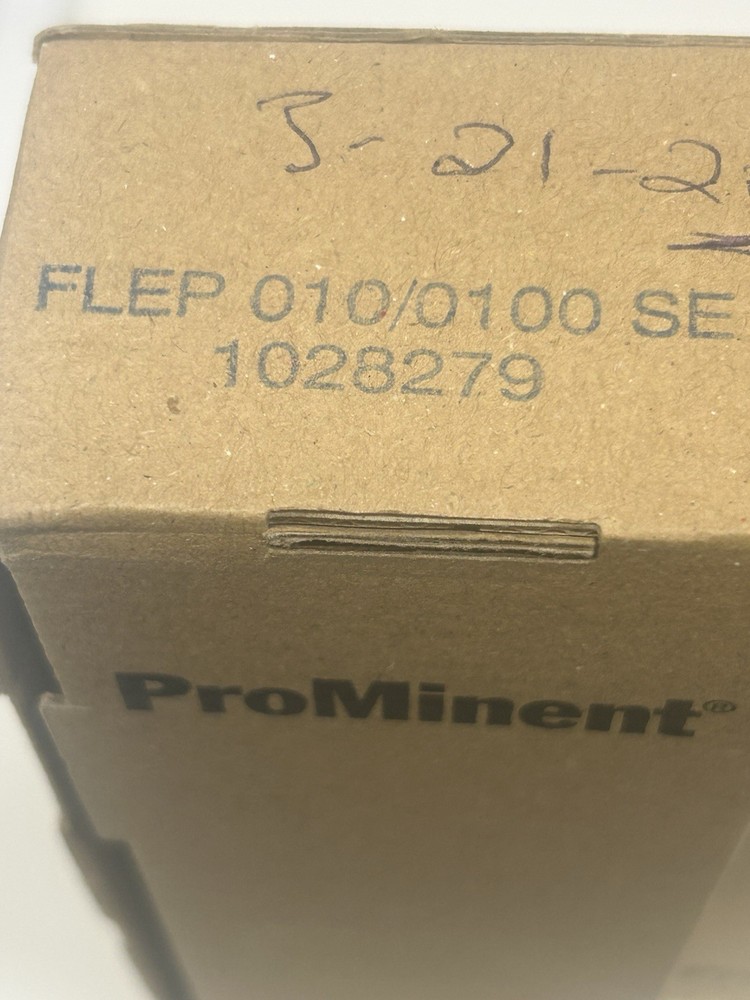 3-21-2
FLEP 010/0100 SE
1028279
ProMinent®